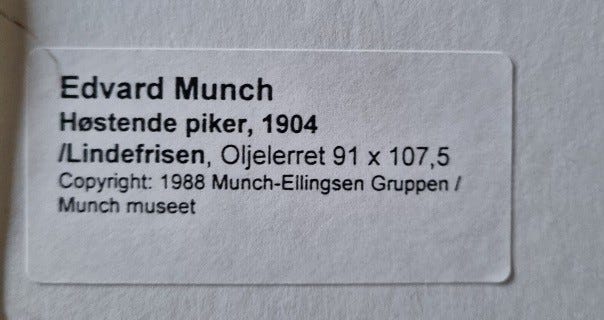 Edvard Munch
Høstende piker, 1904
/Lindefrisen, Oljelerret 91 x 107,5
Copyright: 1988 Munch-Ellingsen Gruppen /
Munch museet